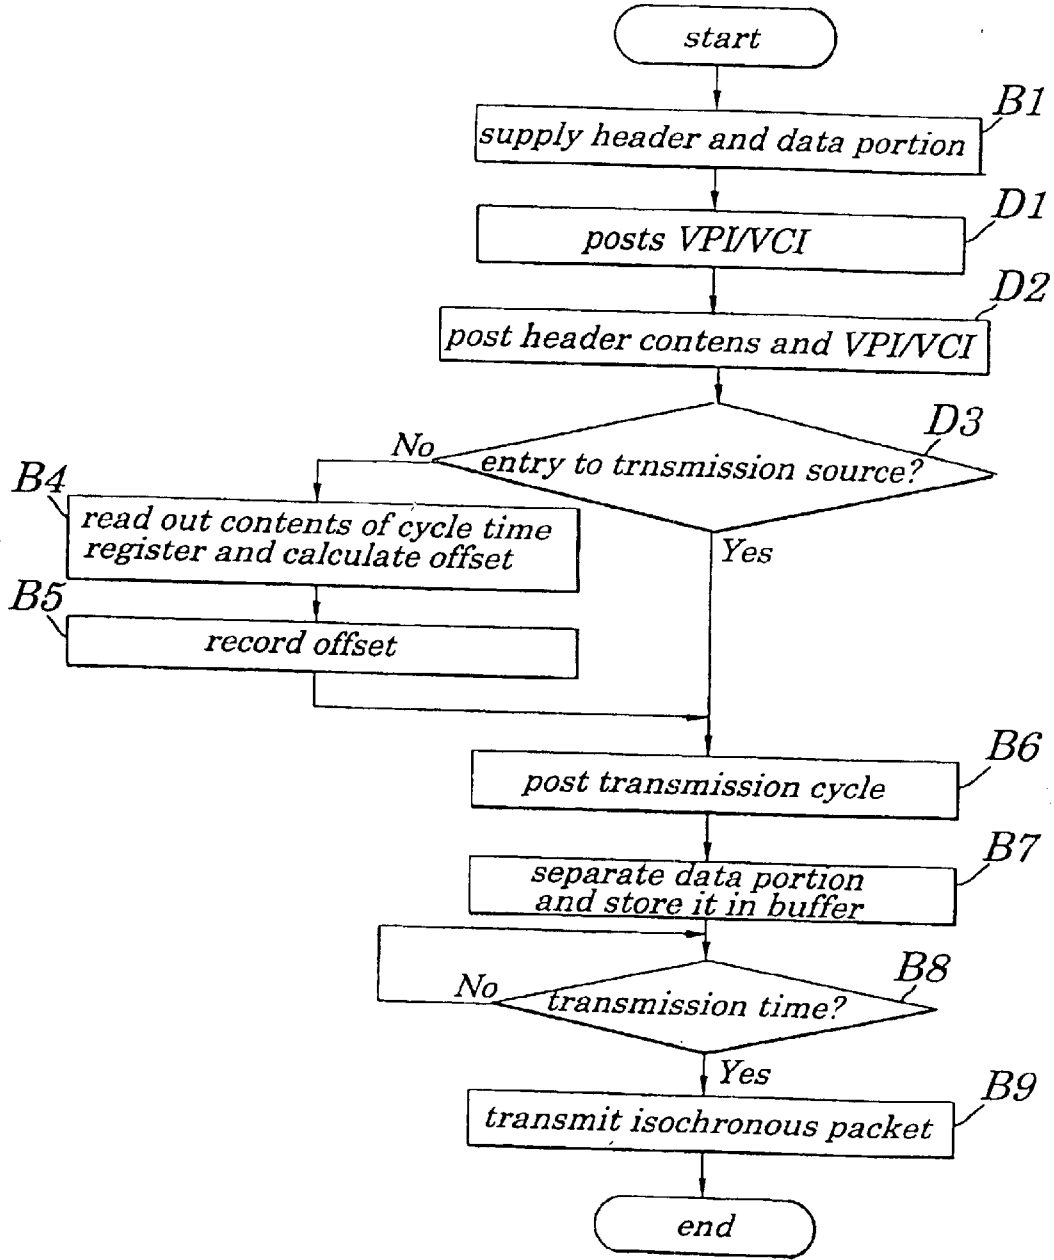 start
B1
supply header and data portion
D1
posts VPI/VCI
D2
post header contens and VPI/VCI
D3
No
entry to trnsmission source?
B4
read out contents of cycle time
register and calculate offset
Yes
B5
record offset
B6
post transmission cycle
B7
separate data portion
and store it in buffer
B8
No
transmission time?
Yes
B9
transmit isochronous packet
end